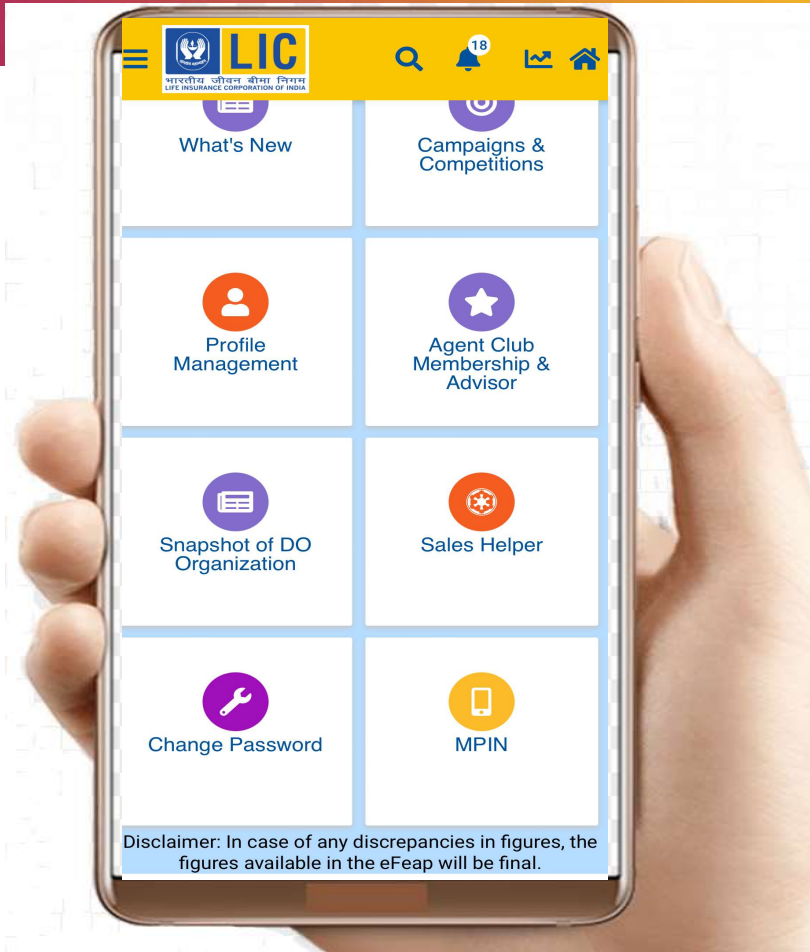 18
LIC
भारतीय जीवन बीमा निगम
LIFE INSURANCE CORPORATION OF INDIA
What's New
Campaigns &
Competitions
Profile
Management
Agent Club
Membership &
Advisor
Snapshot of DO
Organization
Sales Helper
Change Password
MPIN
Disclaimer: In case of any discrepancies in figures, the
figures available in the eFeap will be final.